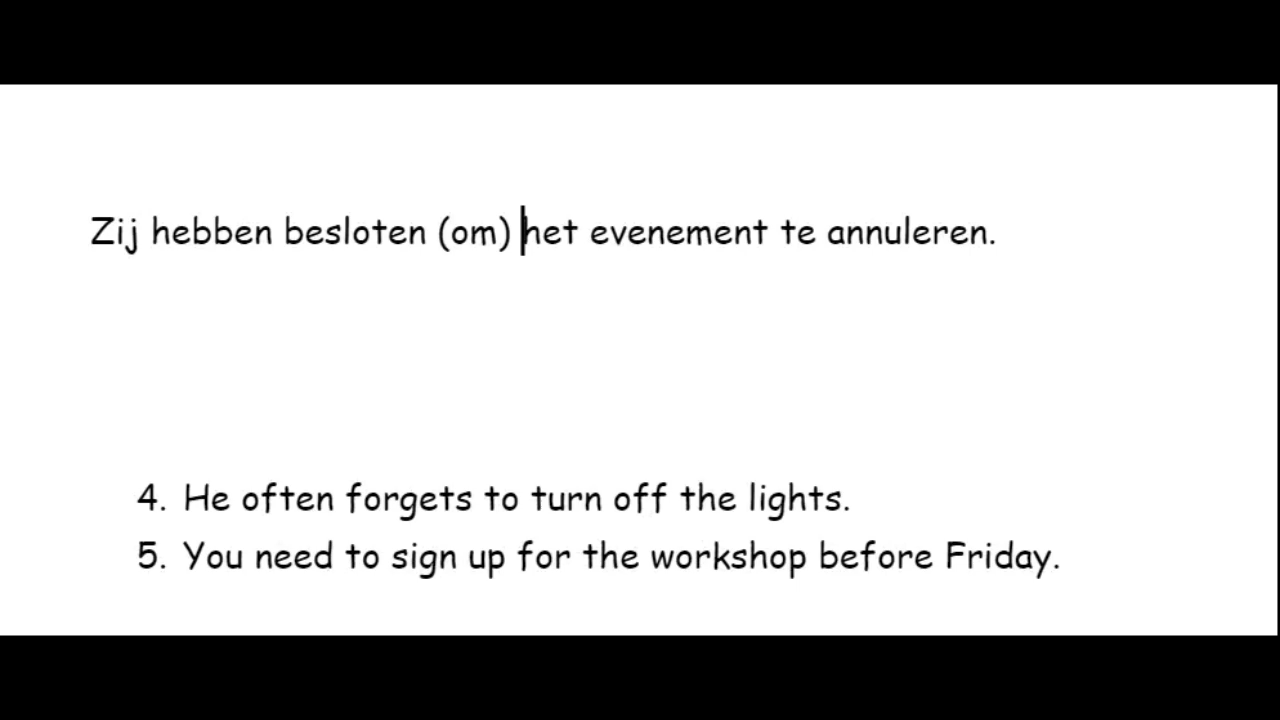 Zij hebben besloten (om) het evenement te annuleren.
4. He often forgets to turn off the lights.
5. You need to sign up for the workshop before Friday.